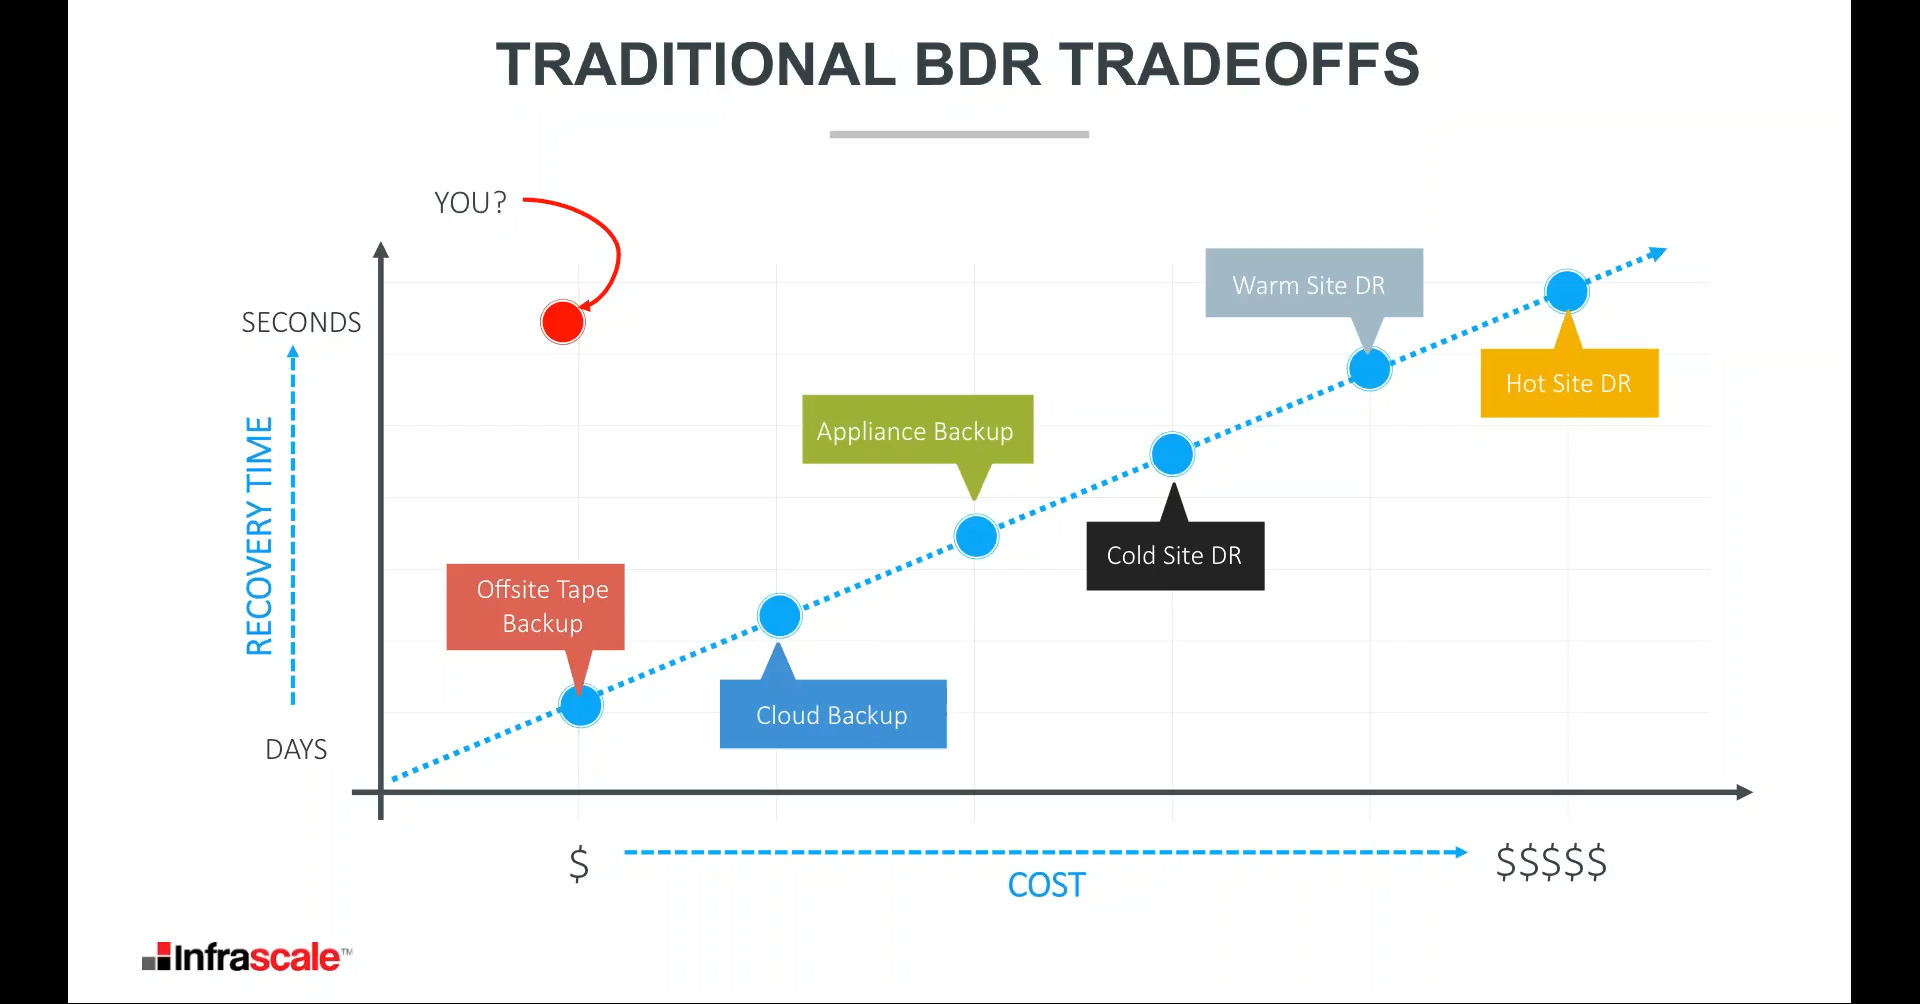 TRADITIONAL BDR TRADEOFFS
YOU?
SECONDS
RECOVERY TIME
DAYS
Warm Site DR
Hot Site DR
Appliance Backup
Cold Site DR
Offsite Tape
Backup
Cloud Backup
$
$$$$$
COST
Infrascale™